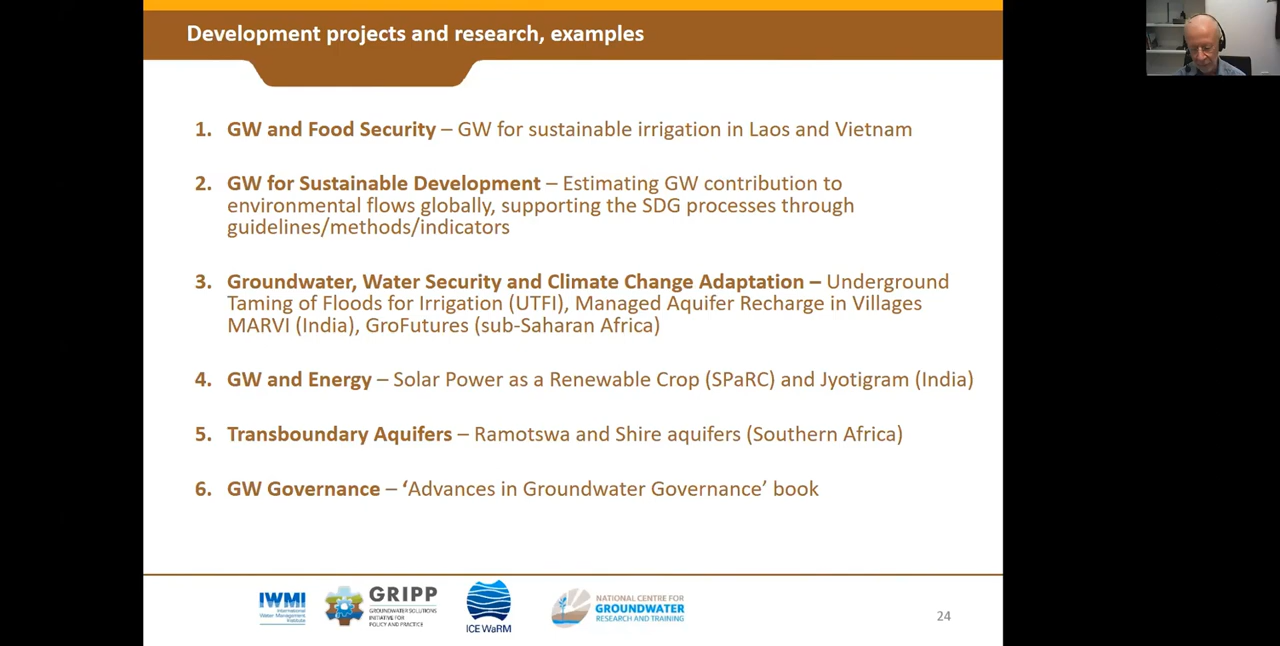 Development projects and research, examples
1. GW and Food Security – GW for sustainable irrigation in Laos and Vietnam
2. GW for Sustainable Development – Estimating GW contribution to
environmental flows globally, supporting the SDG processes through
guidelines/methods/indicators
3. Groundwater, Water Security and Climate Change Adaptation – Underground
Taming of Floods for Irrigation (UTFI), Managed Aquifer Recharge in Villages
MARVI (India), GroFutures (sub-Saharan Africa)
4. GW and Energy – Solar Power as a Renewable Crop (SPaRC) and Jyotigram (India)
5. Transboundary Aquifers – Ramotswa and Shire aquifers (Southern Africa)
6. GW Governance – ‘Advances in Groundwater Governance’ book
IWMI
International
Water Management
Institute
GRIPP
GROUNDWATER SOLUTIONS
INITIATIVE FOR
POLICY AND PRACTICE
ICE WaRM
NATIONAL CENTRE FOR
GROUNDWATER
RESEARCH AND TRAINING
24